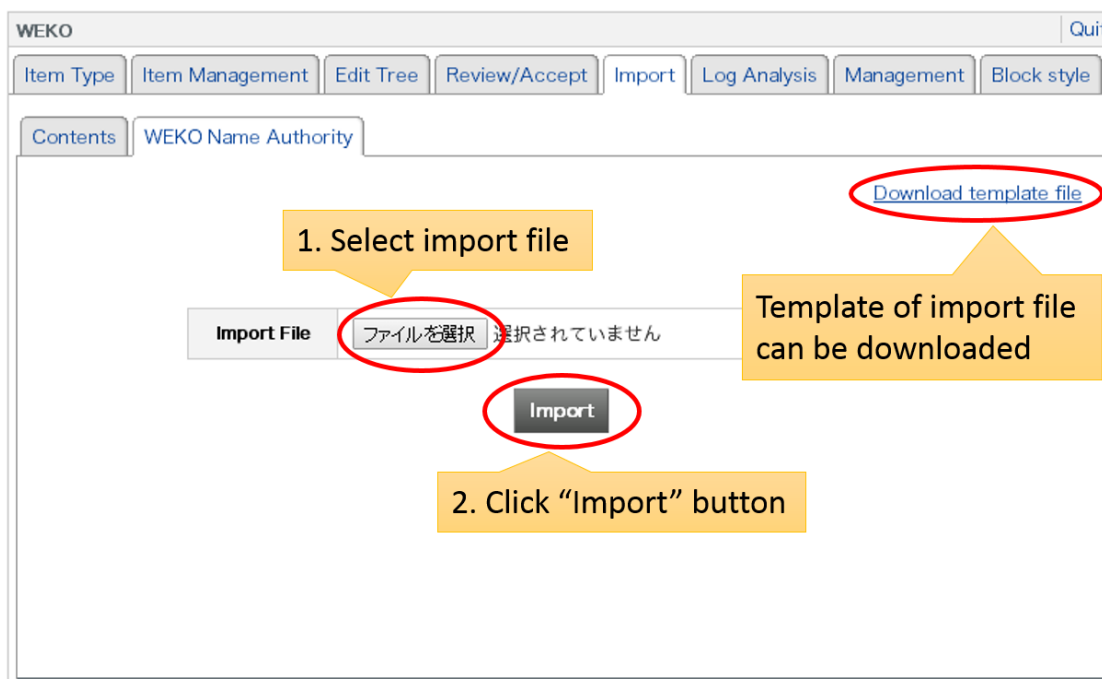 WEKO
Item Type Item Management Edit Tree Review/Accept Import Log Analysis Management Block style
Contents WEKO Name Authority
Download template file
1. Select import file
Template of import file
can be downloaded
Import File ファイルを選択 選択されていません
Import
2. Click “Import” button